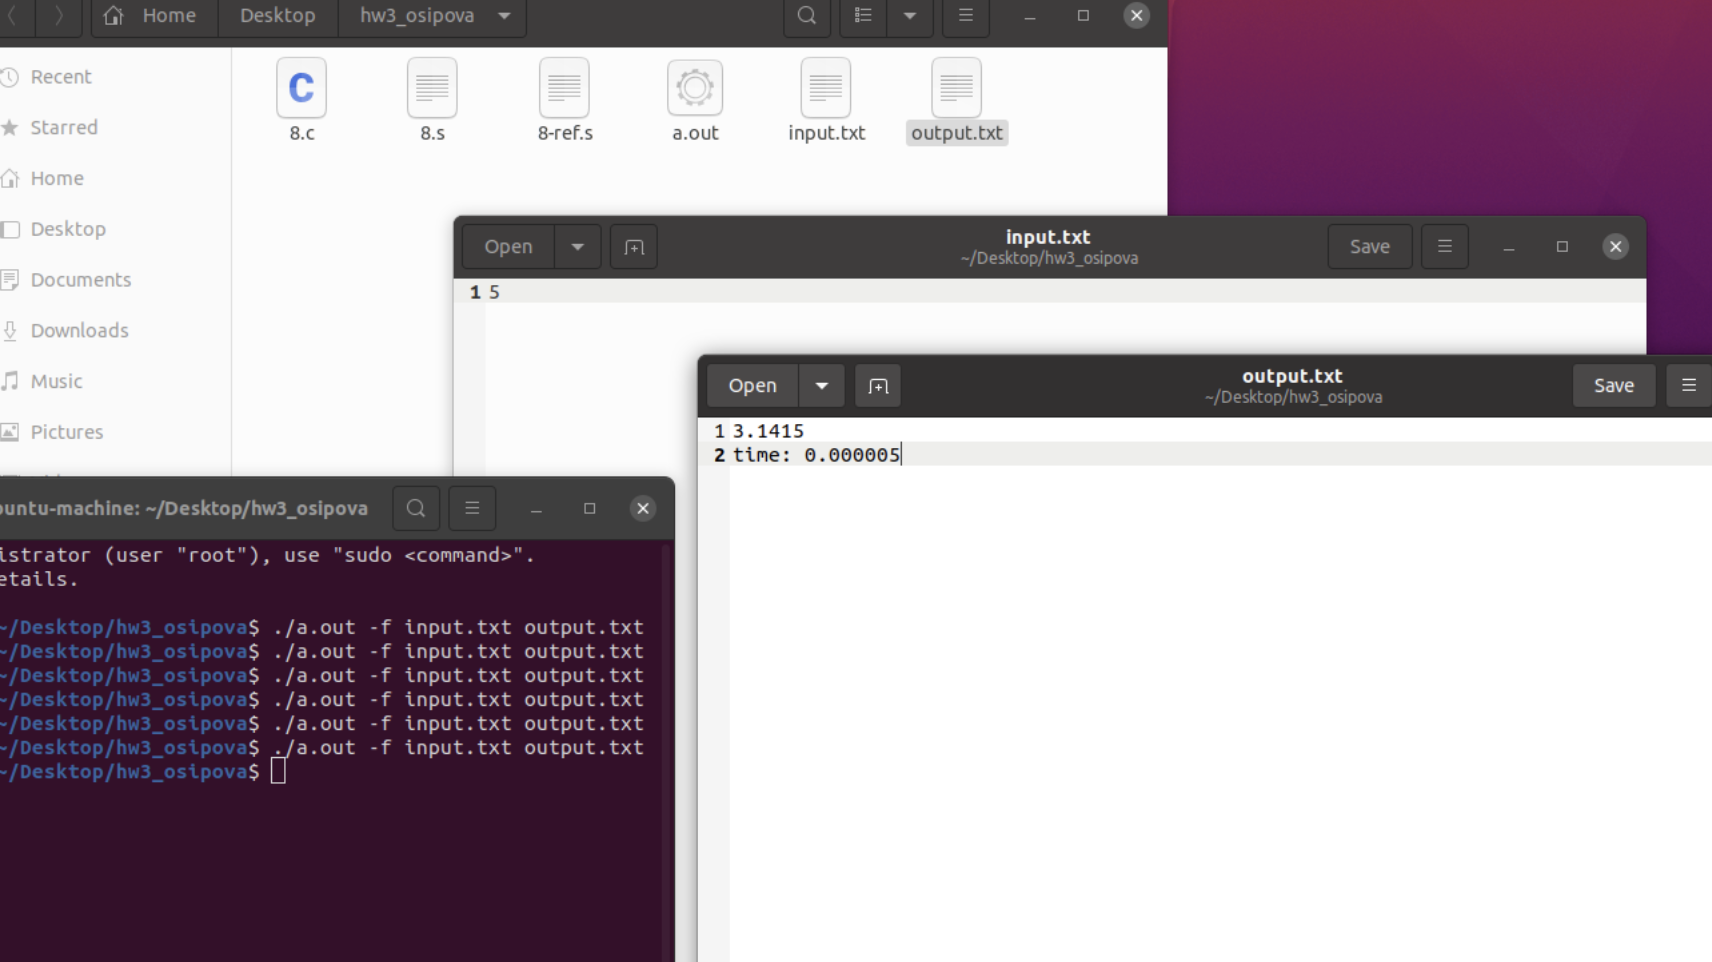 Home Desktop hw3_osipova
Recent
Starred
Home
Desktop
Documents
Downloads
Music
Pictures
C
8.c 8.s 8-ref.s a.out input.txt output.txt
Open input.txt Save
~/Desktop/hw3_osipova
1 5
Open output.txt Save
~/Desktop/hw3_osipova
1 3.1415
2 time: 0.000005
untu-machine: ~/Desktop/hw3_osipova
istrator (user "root"), use "sudo <command>".
etails.
~/Desktop/hw3_osipova$ ./a.out -f input.txt output.txt
~/Desktop/hw3_osipova$ ./a.out -f input.txt output.txt
~/Desktop/hw3_osipova$ ./a.out -f input.txt output.txt
~/Desktop/hw3_osipova$ ./a.out -f input.txt output.txt
~/Desktop/hw3_osipova$ ./a.out -f input.txt output.txt
~/Desktop/hw3_osipova$ ./a.out -f input.txt output.txt
~/Desktop/hw3_osipova$